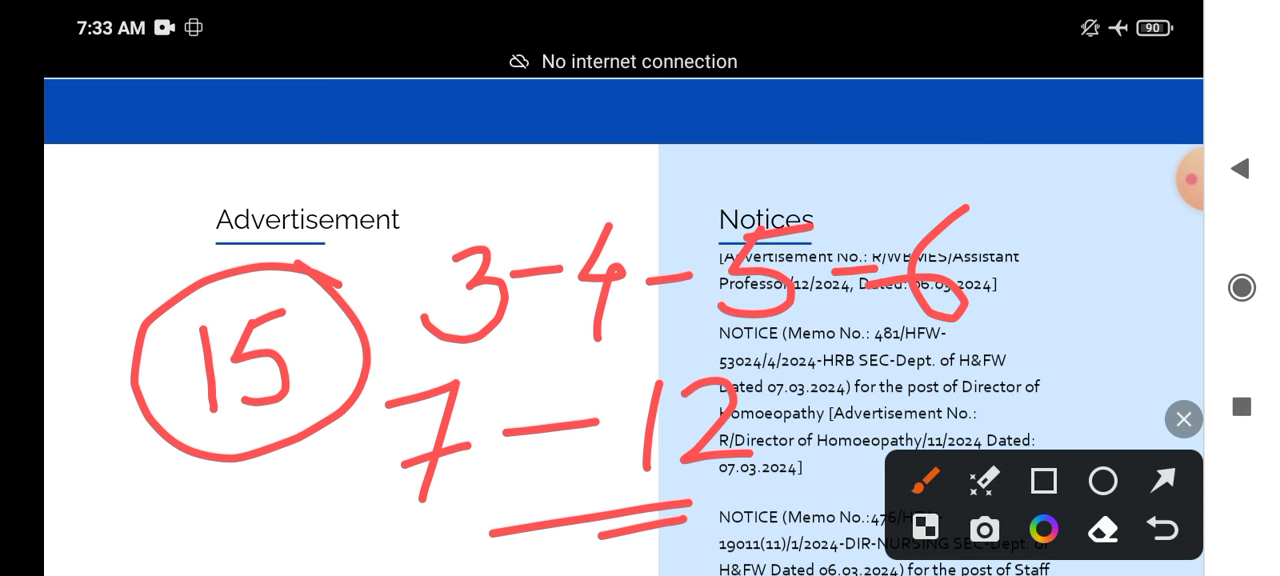 7:33 AM 90
No internet connection
Advertisement
Notices
3-4-5=6
[Advertisement No.: R/WBMES/Assistant
Professor/12/2024, Dated: 06.03.2024]
15
NOTICE (Memo No.: 481/HFW-
53024/4/2024-HRB SEC-Dept. of H&FW
Dated 07.03.2024) for the post of Director of
Homoeopathy [Advertisement No.:
R/Director of Homoeopathy/11/2024 Dated:
07.03.2024]
7-12
NOTICE (Memo No.:476/
19011(11)/1/2024-DIR-NURSING SEC-Dept. of
H&FW Dated 06.03.2024) for the post of Staff